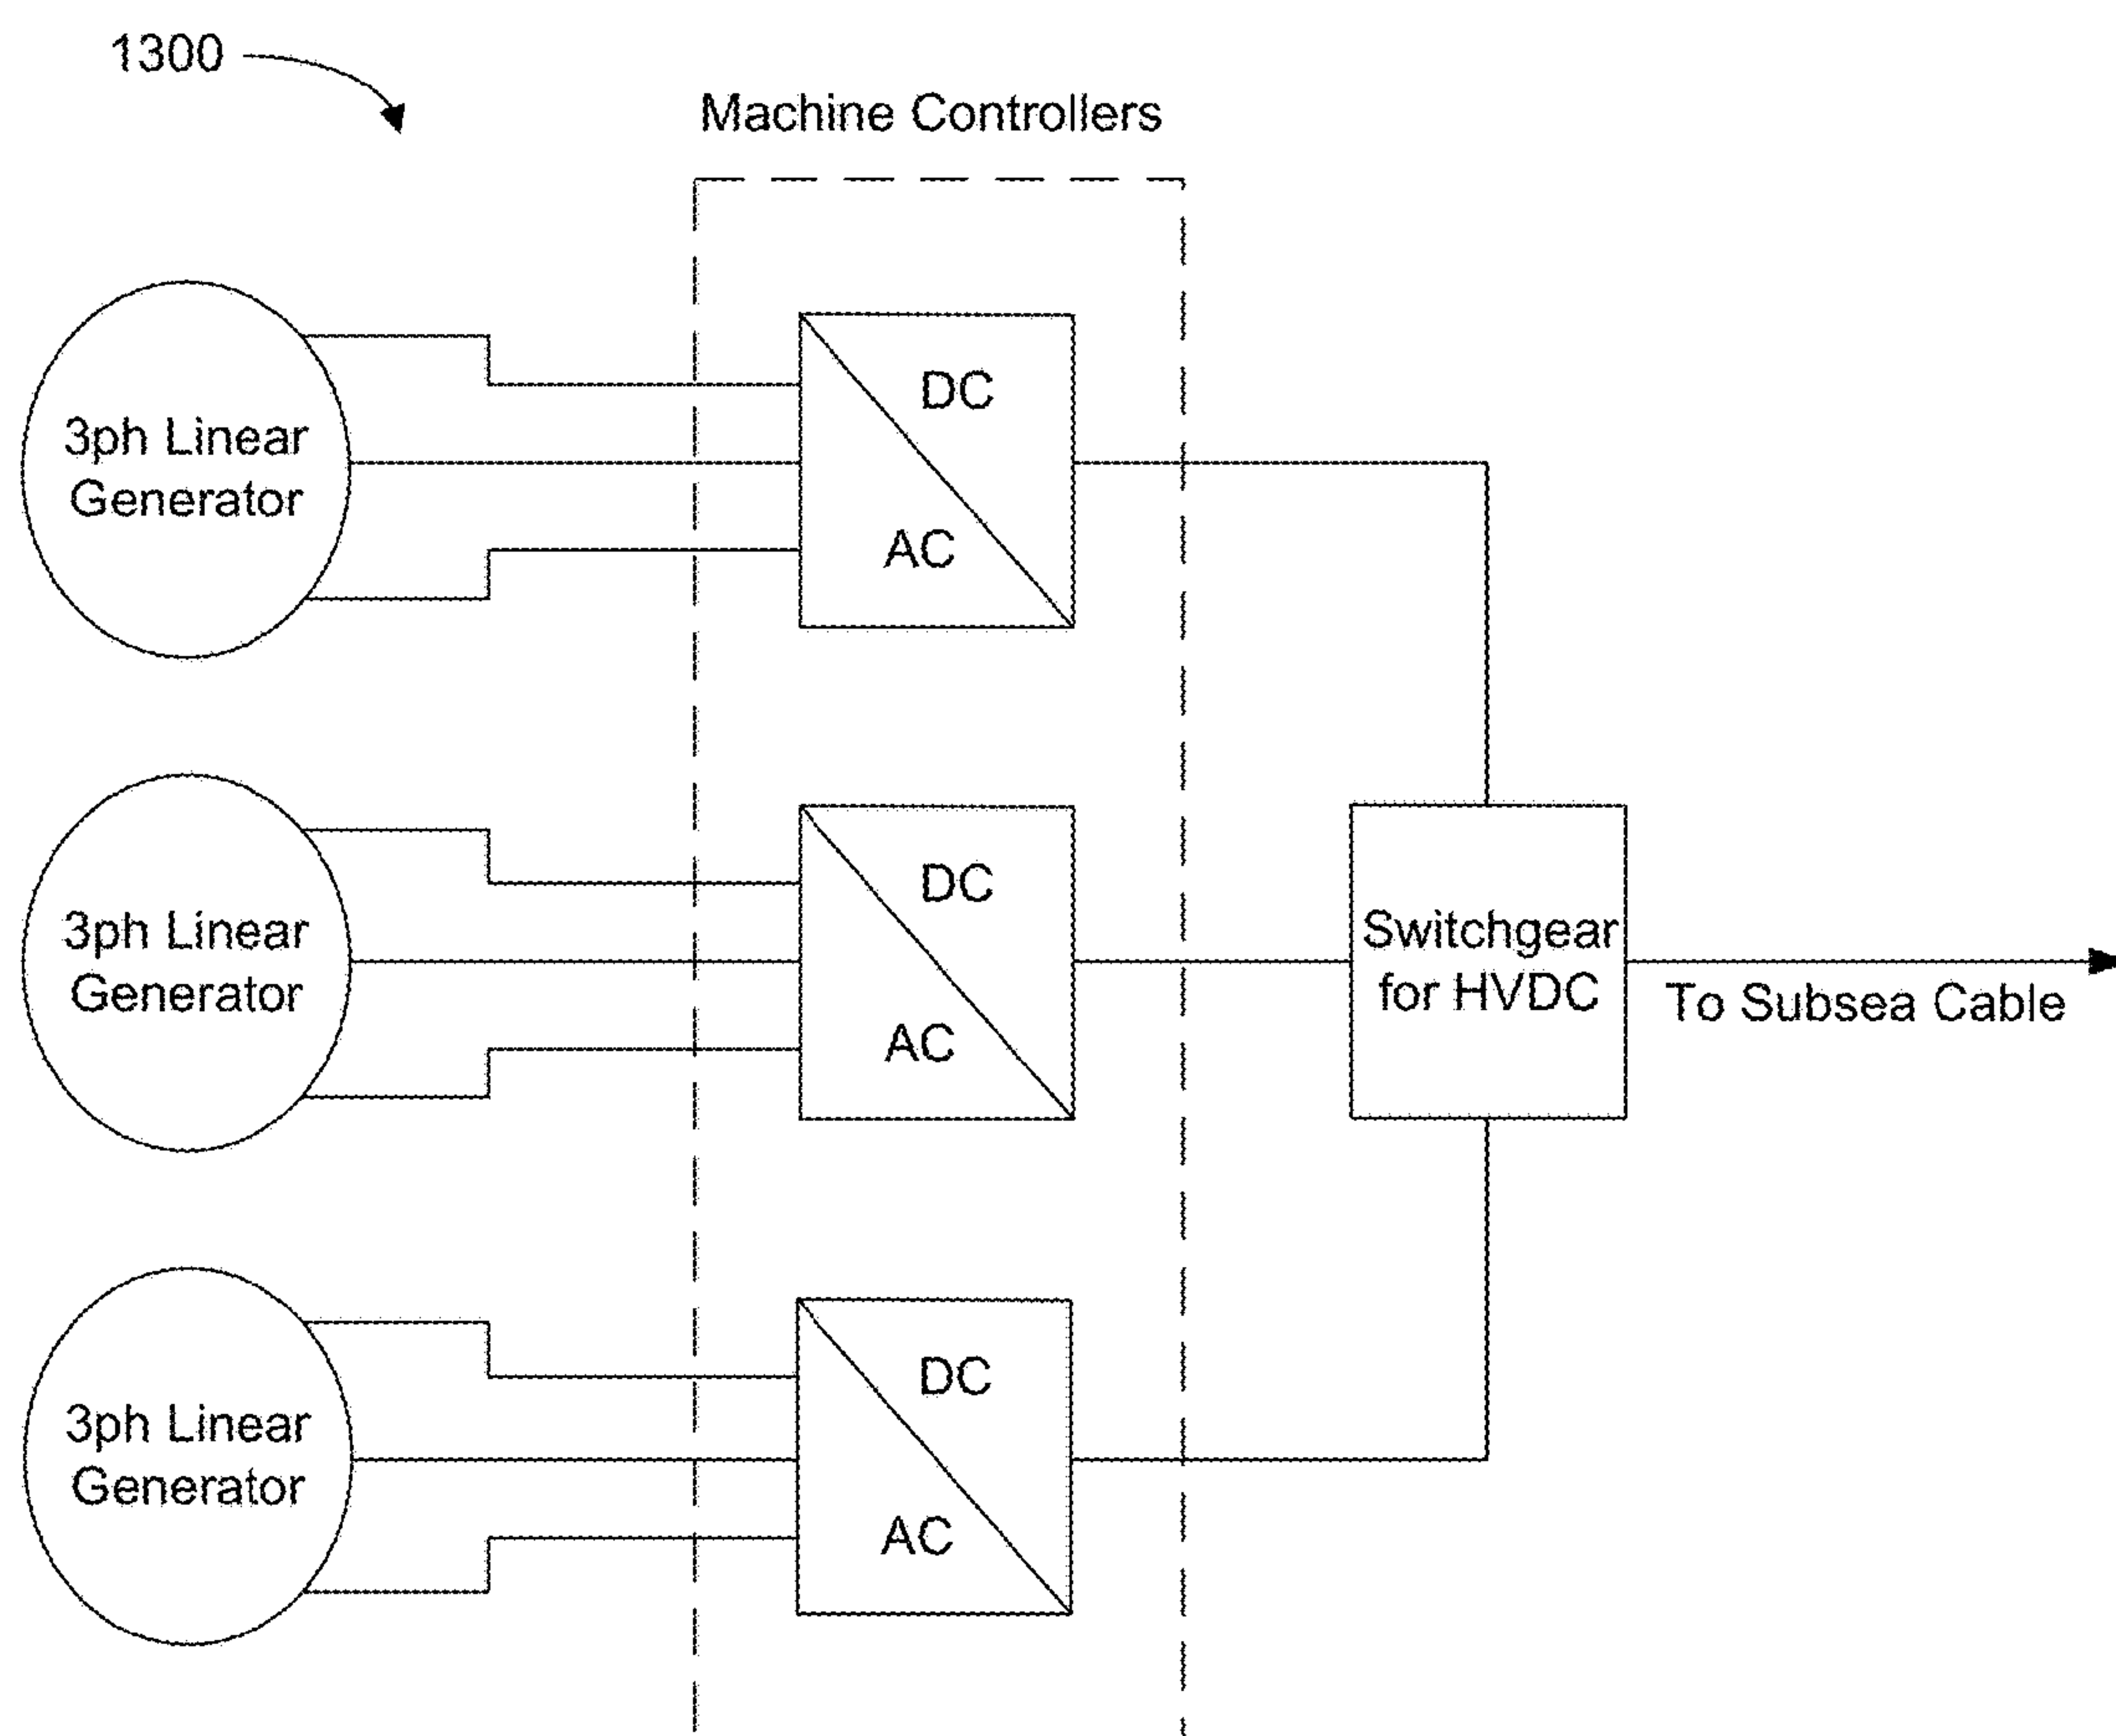 1300
Machine Controllers
3ph Linear
Generator
DC
AC
3ph Linear
Generator
DC
AC
Switchgear
for HVDC
To Subsea Cable
3ph Linear
Generator
DC
AC